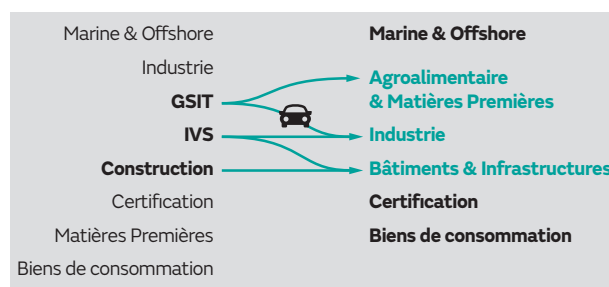 Marine & Offshore
Industrie
GSIT
IVS
Construction
Certification
Matières Premières
Biens de consommation
Marine & Offshore
Agroalimentaire
& Matières Premières
Industrie
Bâtiments & Infrastructures
Certification
Biens de consommation